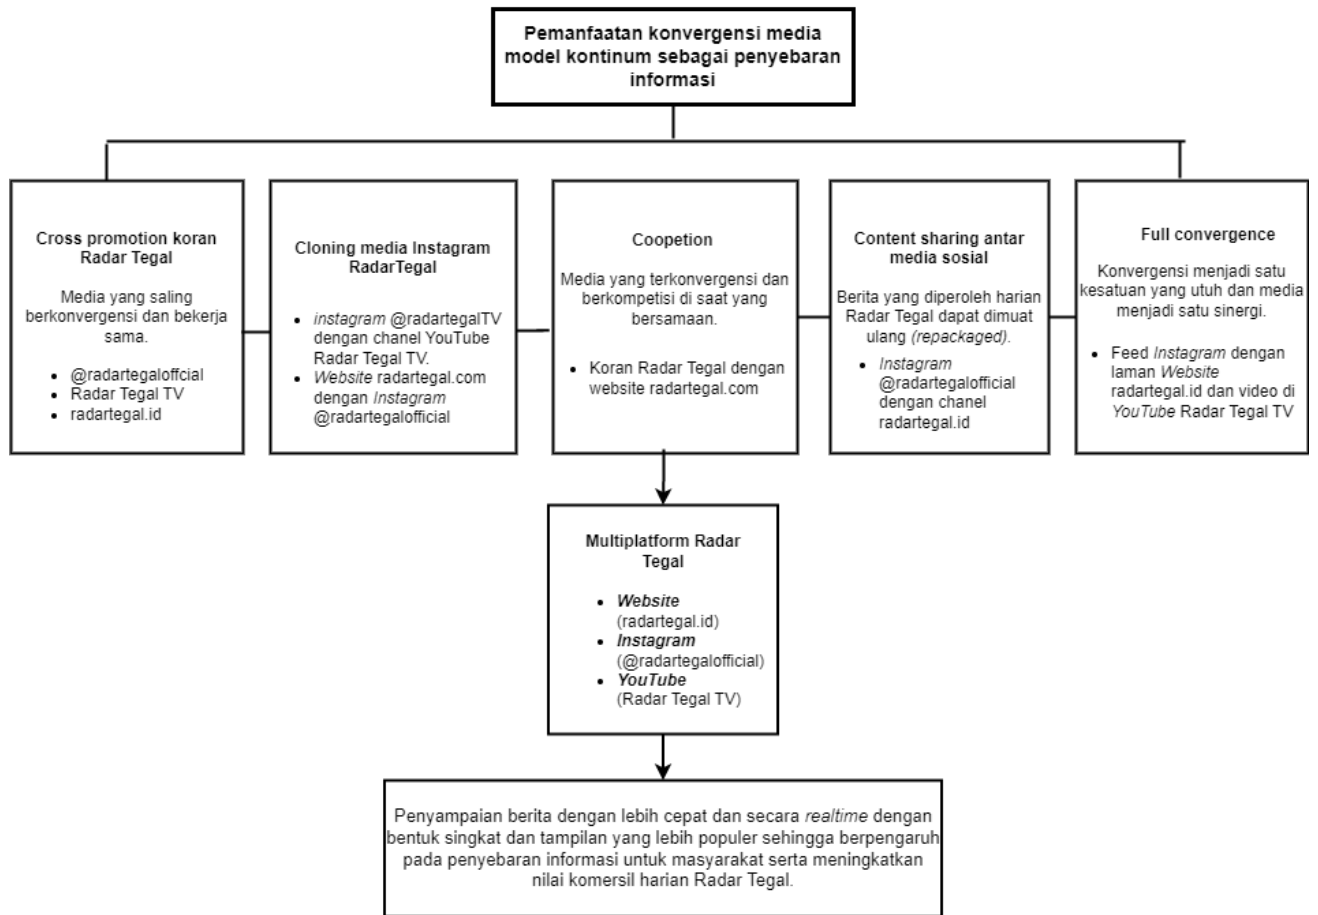 Pemanfaatan konvergensi media
model kontinum sebagai penyebaran
informasi
Cross promotion koran
Radar Tegal
Media yang saling
berkonvergensi dan bekerja
sama.
• @radartegaloffcial
• Radar Tegal TV
• radartegal.id
Cloning media Instagram
RadarTegal
• instagram @radartegalTV
dengan chanel YouTube
Radar Tegal TV.
• Website radartegal.com
dengan Instagram
@radartegalofficial
Coopetion
Media yang terkonvergensi dan
berkompetisi di saat yang
bersamaan.
• Koran Radar Tegal dengan
website radartegal.com
Content sharing antar
media sosial
Berita yang diperoleh harian
Radar Tegal dapat dimuat
ulang (repackaged).
• Instagram
@radartegalofficial
dengan chanel
radartegal.id
Full convergence
Konvergensi menjadi satu
kesatuan yang utuh dan media
menjadi satu sinergi.
• Feed Instagram dengan
laman Website
radartegal.id dan video di
YouTube Radar Tegal TV
Multiplatform Radar
Tegal
• Website
(radartegal.id)
• Instagram
(@radartegalofficial)
• YouTube
(Radar Tegal TV)
Penyampaian berita dengan lebih cepat dan secara realtime dengan
bentuk singkat dan tampilan yang lebih populer sehingga berpengaruh
pada penyebaran informasi untuk masyarakat serta meningkatkan
nilai komersil harian Radar Tegal.